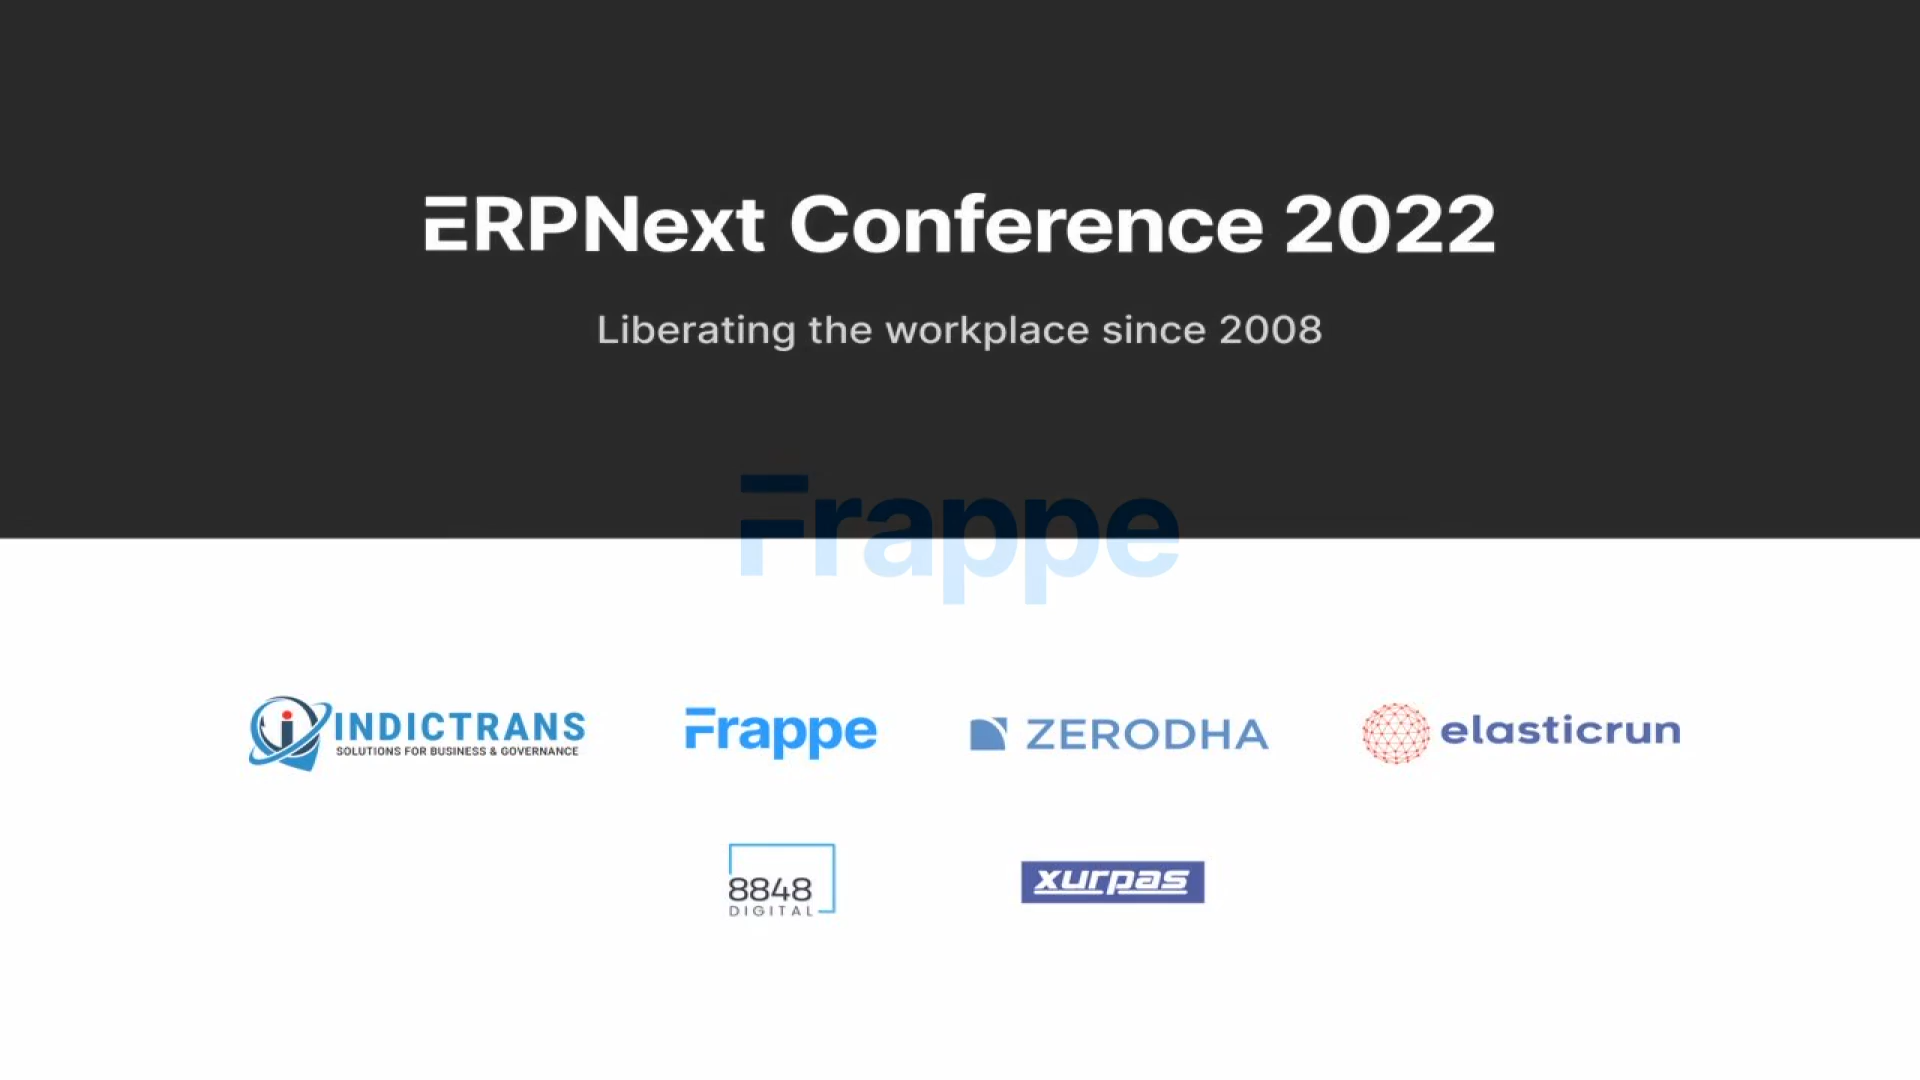 ERPNext Conference 2022
Liberating the workplace since 2008
Frappe
INDICTRANS
SOLUTIONS FOR BUSINESS & GOVERNANCE
Frappe
ZERODHA
elasticrun
8848
DIGITAL
xurpas